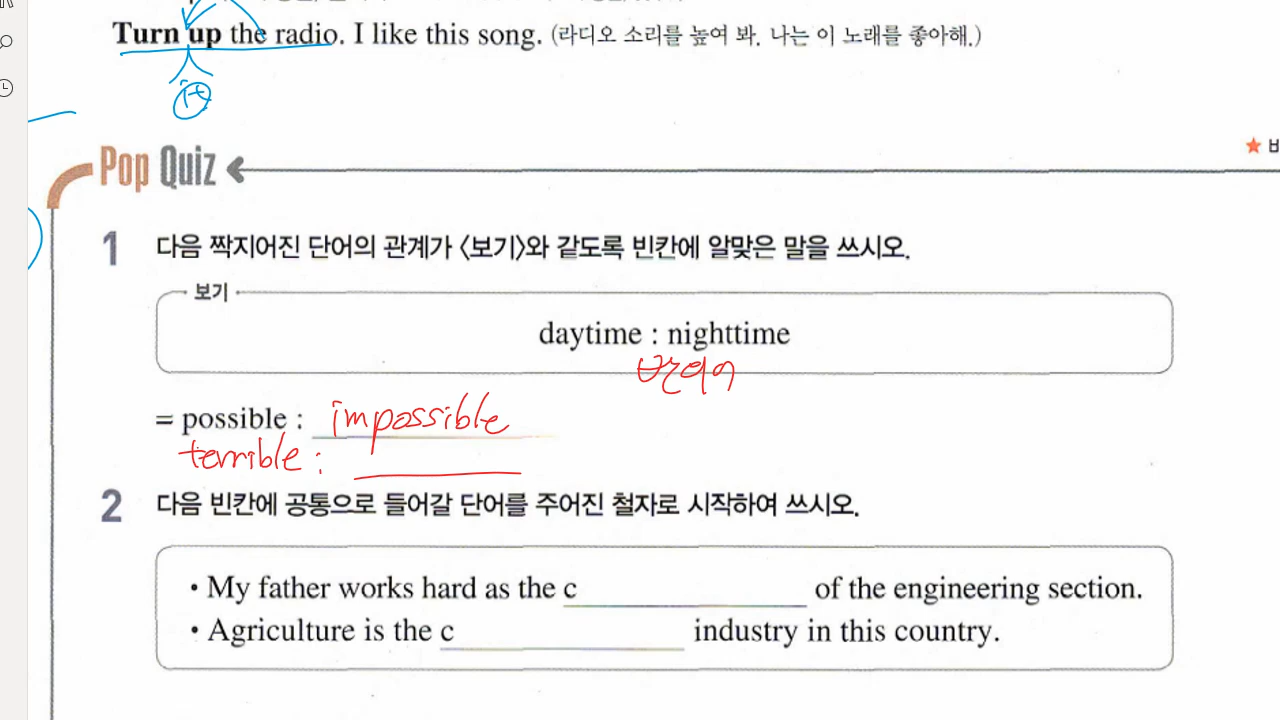 Turn up the radio. I like this song. (라디오 소리를 높여 봐. 나는 이 노래를 좋아해.)
it
Pop Quiz
1 다음 짝지어진 단어의 관계가 〈보기〉와 같도록 빈칸에 알맞은 말을 쓰시오.
보기
daytime : nighttime
반의어
= possible : impossible
terrible :
2 다음 빈칸에 공통으로 들어갈 단어를 주어진 철자로 시작하여 쓰시오.
• My father works hard as the c of the engineering section.
• Agriculture is the c industry in this country.